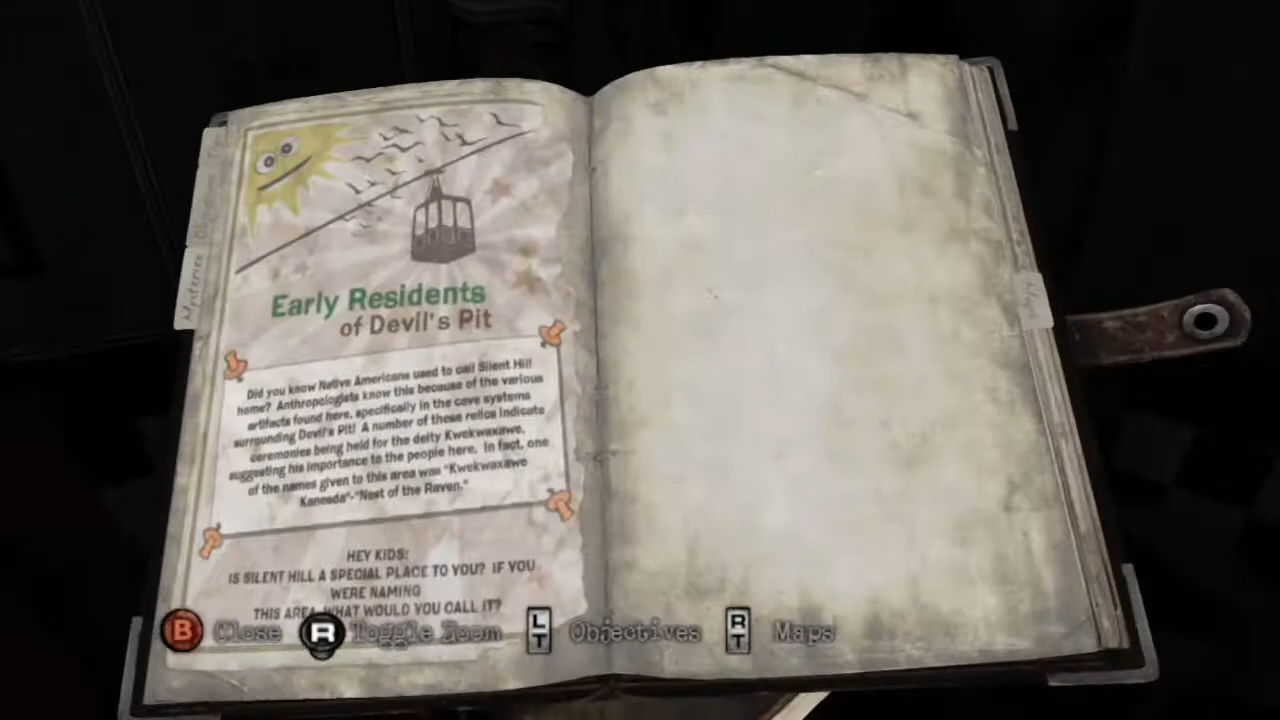 Early Residents
of Devil's Pit
Did you know Native Americans used to call Silent Hill
home? Anthropologists know this because of the various
artifacts found here, specifically in the cave systems
surrounding Devil's Pit! A number of these relics indicate
ceremonies being held for the deity Kwekwaxawe,
suggesting his importance to the people here. In fact, one
of the names given to this area was "Kwekwaxawe
Kanesda"-"Nest of the Raven."
HEY KIDS:
IS SILENT HILL A SPECIAL PLACE TO YOU? IF YOU
WERE NAMING
THIS AREA, WHAT WOULD YOU CALL IT?
B Close R Toggle Zoom LT Objectives RT Maps
Mysteries